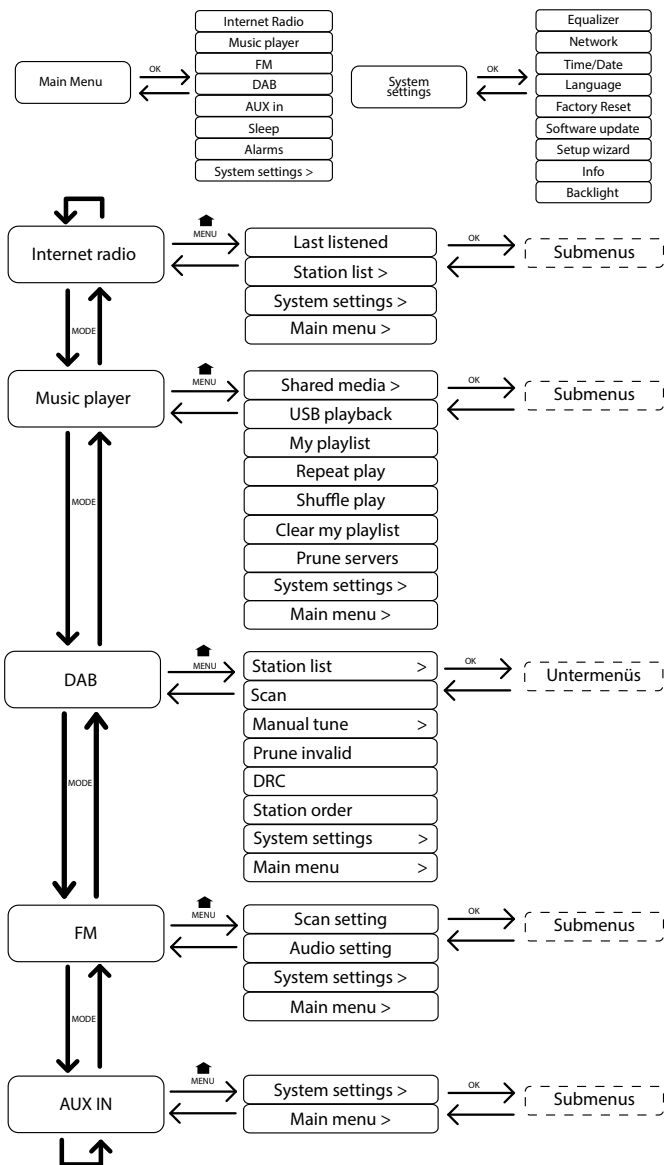 Main Menu
OK
Internet Radio
Music player
FM
DAB
AUX in
Sleep
Alarms
System settings >
System
settings
OK
Equalizer
Network
Time/Date
Language
Factory Reset
Software update
Setup wizard
Info
Backlight
Internet radio
MENU
Last listened
Station list >
System settings >
Main menu >
OK
Submenus
MODE
Music player
MENU
Shared media >
USB playback
My playlist
Repeat play
Shuffle play
Clear my playlist
Prune servers
System settings >
Main menu >
OK
Submenus
MODE
DAB
MENU
Station list >
Scan
Manual tune >
Prune invalid
DRC
Station order
System settings >
Main menu >
OK
Untermenüs
MODE
FM
MENU
Scan setting
Audio setting
System settings >
Main menu >
OK
Submenus
MODE
AUX IN
MENU
System settings >
Main menu >
OK
Submenus